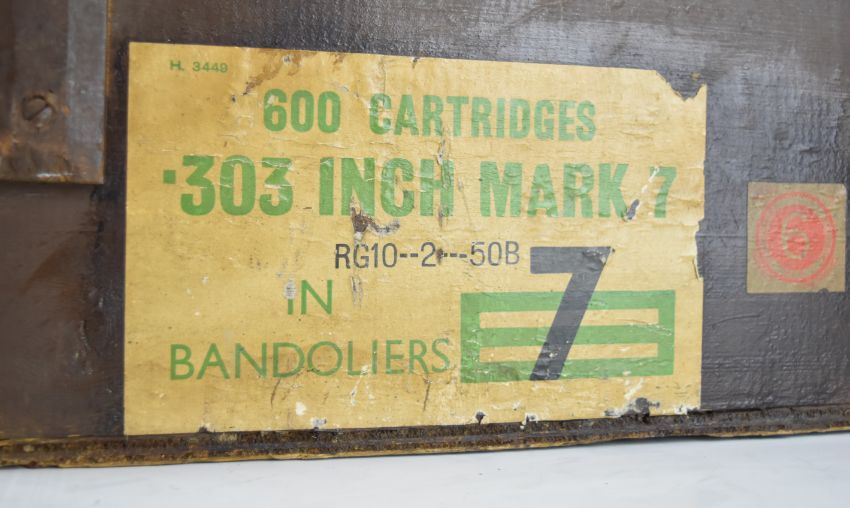 H. 3449
600 CARTRIDGES
·303 INCH MARK 7
RG10--2---50B
IN
BANDOLIERS
7
6